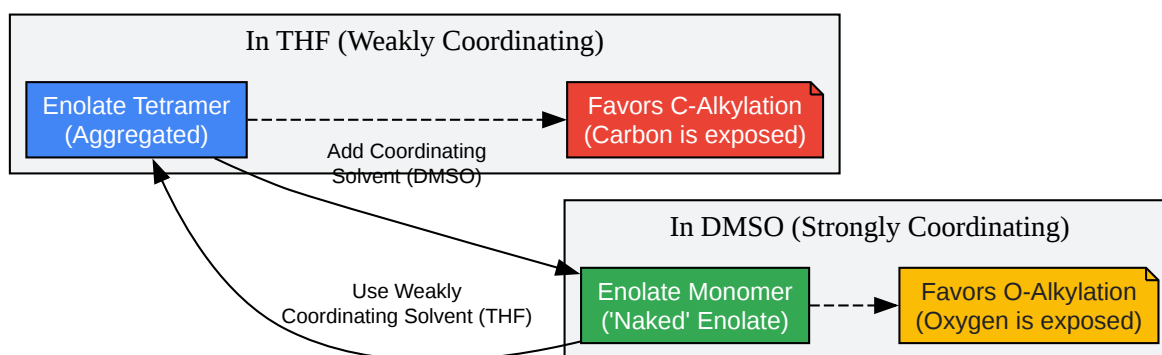 In THF (Weakly Coordinating)
Enolate Tetramer
(Aggregated)
Favors C-Alkylation
(Carbon is exposed)
Add Coordinating
Solvent (DMSO)
In DMSO (Strongly Coordinating)
Use Weakly
Coordinating Solvent (THF)
Enolate Monomer
('Naked' Enolate)
Favors O-Alkylation
(Oxygen is exposed)